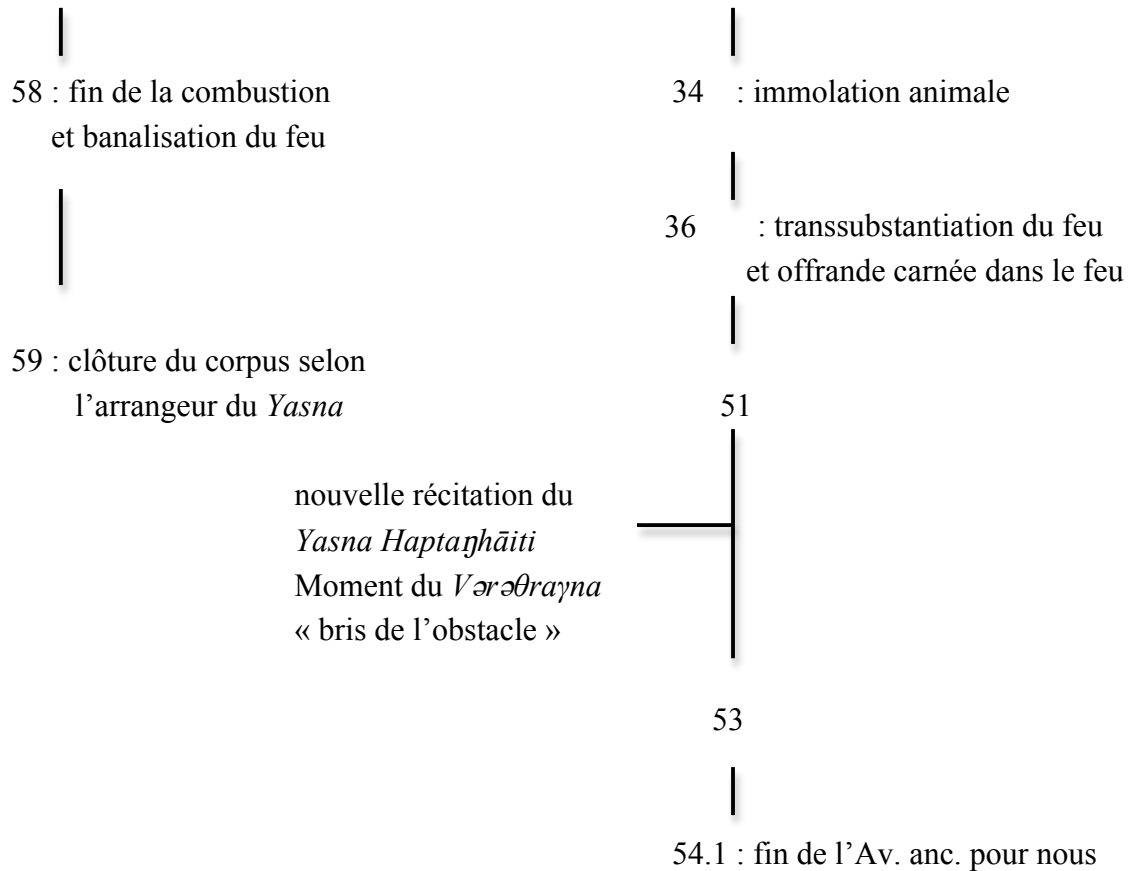 58 : fin de la combustion
et banalisation du feu
59 : clôture du corpus selon
l’arrangeur du Yasna
34 : immolation animale
36 : transsubstantiation du feu
et offrande carnée dans le feu
51
nouvelle récitation du
Yasna Haptaŋhāiti
Moment du Vərəθraγna
« bris de l’obstacle »
53
54.1 : fin de l’Av. anc. pour nous